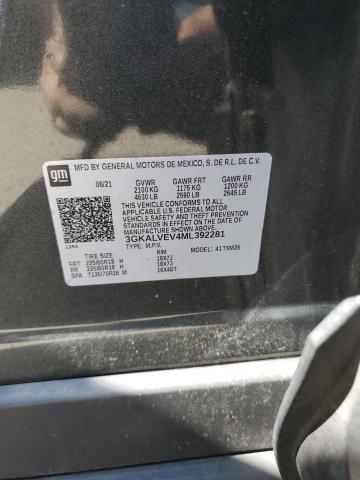 gm
MFD BY GENERAL MOTORS DE MEXICO, S. DE R.L. DE C.V.
06/21 GVWR GAWR FRT GAWR RR
2100 KG 1175 KG 1200 KG
4630 LB 2590 LB 2645 LB
THIS VEHICLE CONFORMS TO ALL
APPLICABLE U.S. FEDERAL MOTOR
VEHICLE SAFETY, BUMPER, AND
THEFT PREVENTION STANDARDS
IN EFFECT ON THE DATE OF
MANUFACTURE SHOWN ABOVE.
3GKALVEV4ML392281
TYPE: M.P.V. MODEL: 41TXM26
TIRE SIZE RIM
FRT 225/60R18 H 18X7J
RR 225/60R18 H 18X7J
SPA T135/70R16 M 16X4BT